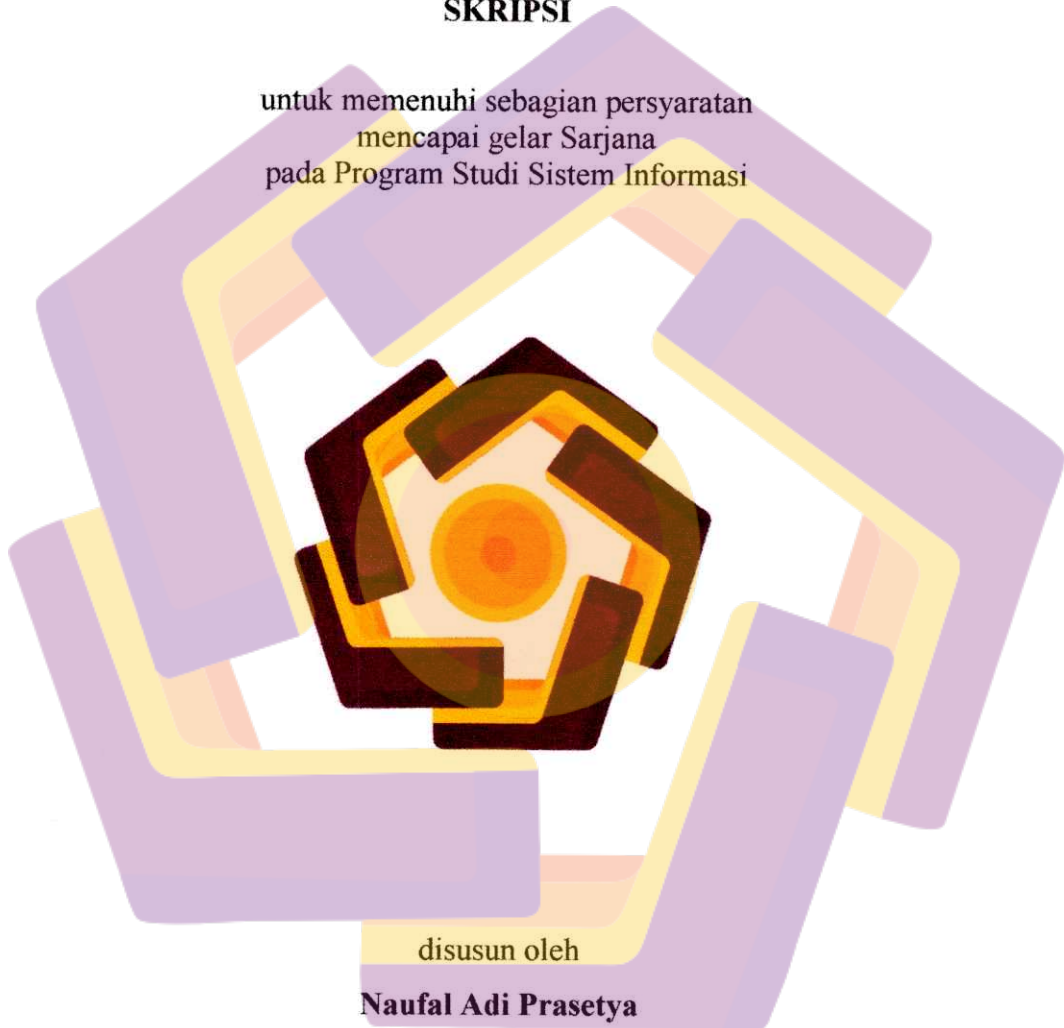 SKRIPSI
untuk memenuhi sebagian persyaratan
mencapai gelar Sarjana
pada Program Studi Sistem Informasi
disusun oleh
Naufal Adi Prasetya